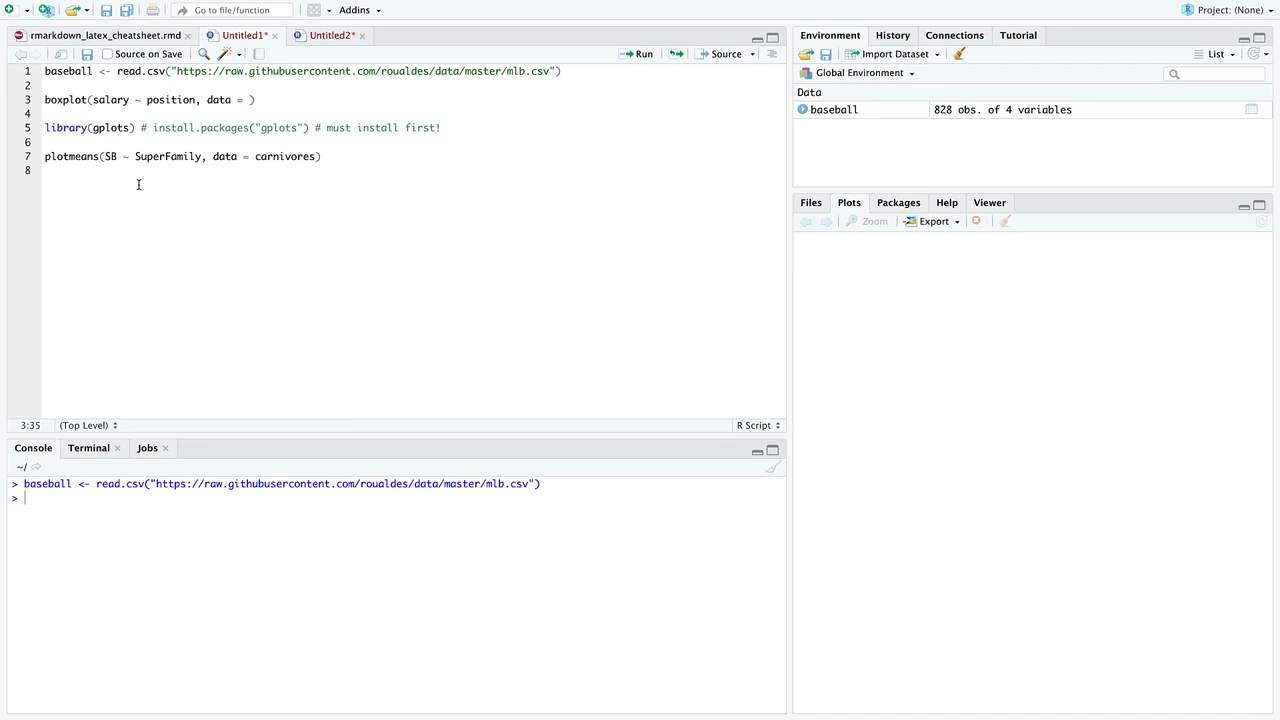 Go to file/function
Addins
Project: (None)
rmarkdown_latex_cheatsheet.rmd
Untitled1*
Untitled2*
Source on Save
Run
Source
1 baseball <- read.csv("https://raw.githubusercontent.com/roualdes/data/master/mlb.csv")
2
3 boxplot(salary ~ position, data = )
4
5 library(gplots) # install.packages("gplots") # must install first!
6
7 plotmeans(SB ~ SuperFamily, data = carnivores)
8
3:35 (Top Level) R Script
Console Terminal Jobs
~/
> baseball <- read.csv("https://raw.githubusercontent.com/roualdes/data/master/mlb.csv")
>
Environment History Connections Tutorial
Import Dataset List
Global Environment
Data
baseball 828 obs. of 4 variables
Files Plots Packages Help Viewer
Zoom Export